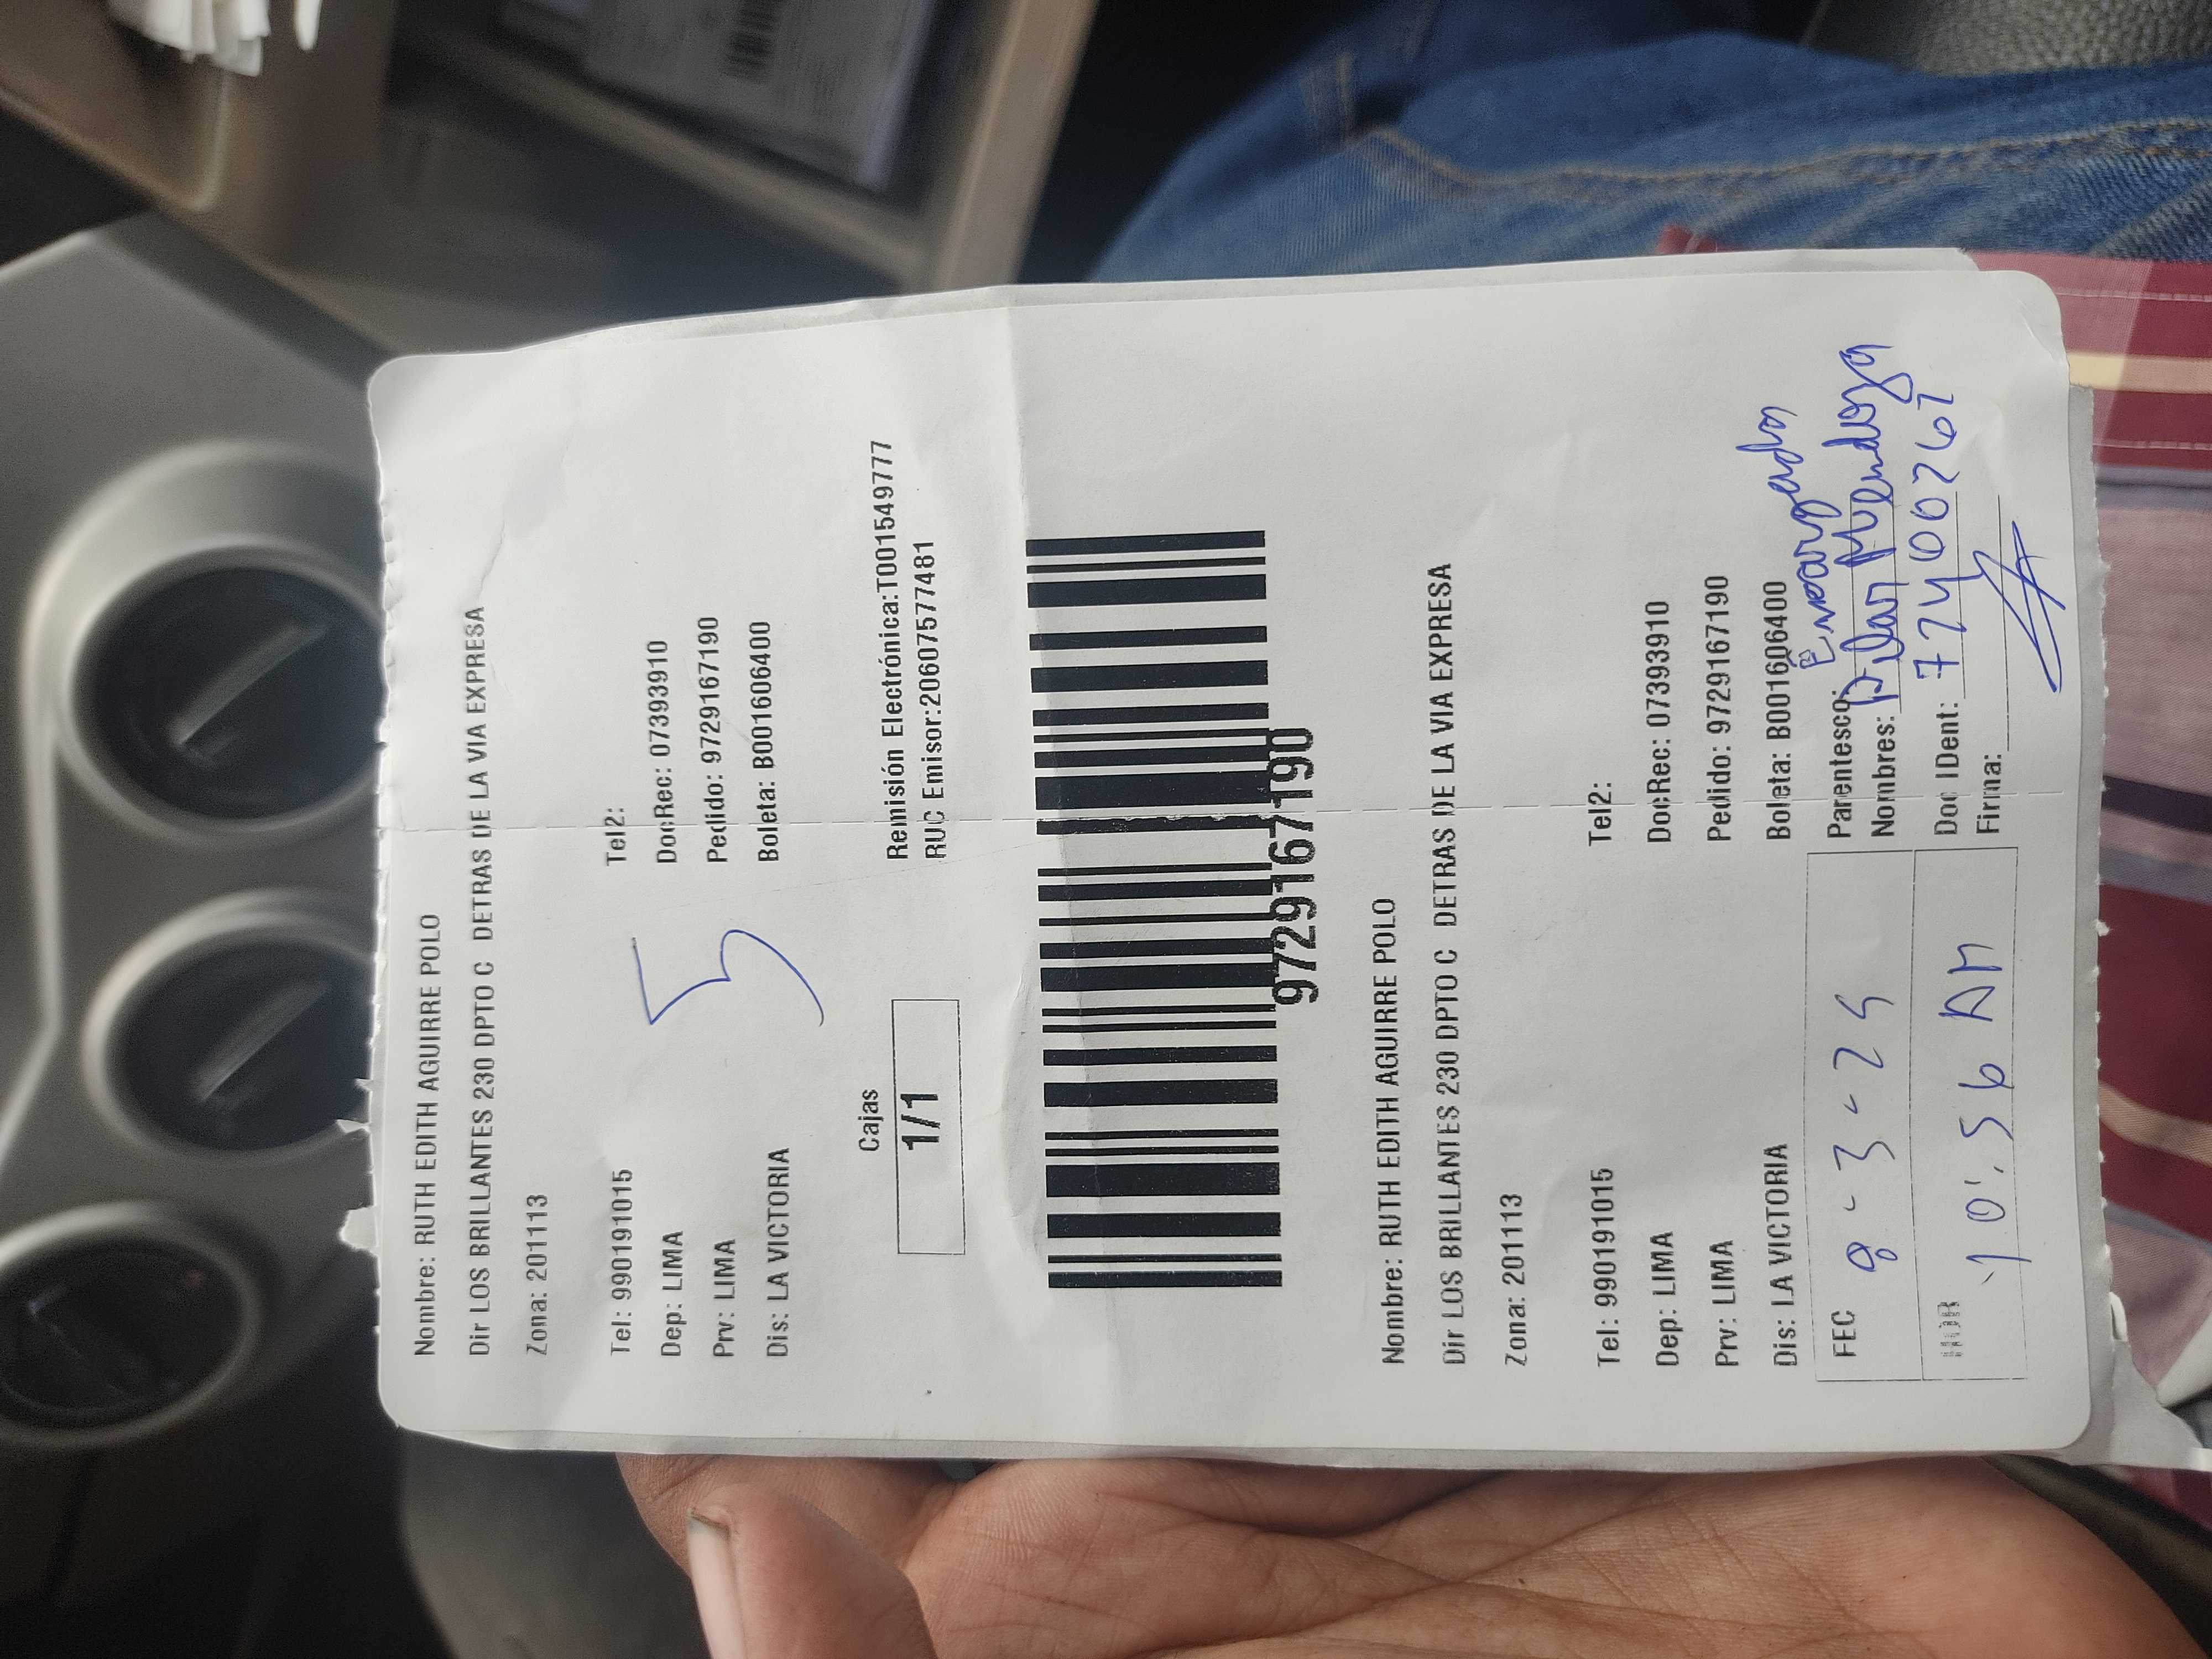 Nombre: RUTH EDITH AGUIRRE POLO
Dir LOS BRILLANTES 230 DPTO C DETRAS DE LA VIA EXPRESA
Zona: 201113
Tel: 990191015 Tel2:
Dep: LIMA DocRec: 07393910
Prv: LIMA Pedido: 9729167190
Dis: LA VICTORIA Boleta: B001606400
5
Cajas
1/1
Remisión Electrónica:T001549777
RUC Emisor:20607577481
9729167190
Nombre: RUTH EDITH AGUIRRE POLO
Dir LOS BRILLANTES 230 DPTO C DETRAS DE LA VIA EXPRESA
Zona: 201113
Tel: 990191015 Tel2:
Dep: LIMA DocRec: 07393910
Prv: LIMA Pedido: 9729167190
Dis: LA VICTORIA Boleta: B001606400
FEC 8-3-24
HOR 10:56 AM
Parentesco: Encargada
Nombres: Pilar Mendoza
Doc IDent: 77400261
Firma: